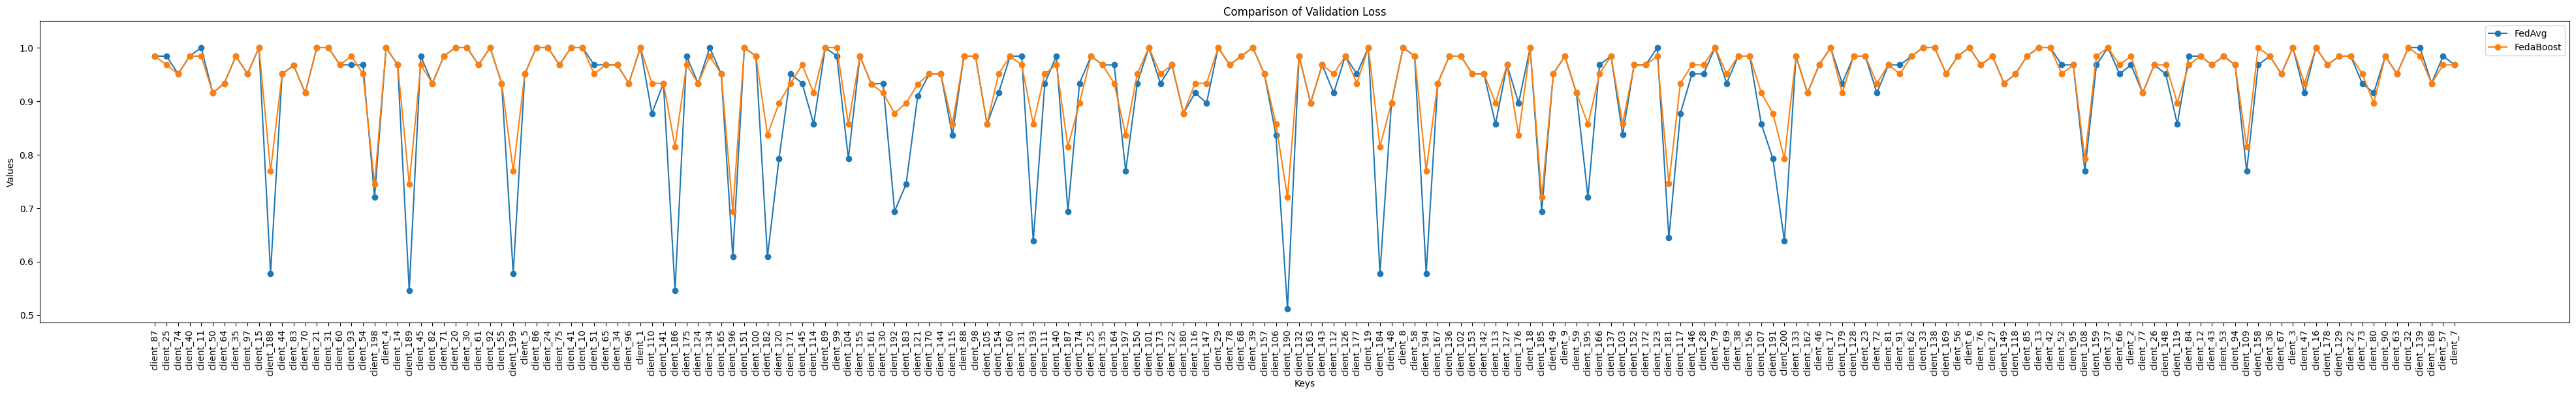 Comparison of Validation Loss
FedAvg
FedaBoost
Values
1.0
0.9
0.8
0.7
0.6
0.5
client_87
client_25
client_74
client_40
client_11
client_50
client_64
client_35
client_97
client_15
client_188
client_44
client_83
client_70
client_21
client_31
client_60
client_93
client_54
client_198
client_4
client_14
client_189
client_45
client_82
client_71
client_20
client_30
client_61
client_92
client_55
client_199
client_5
client_86
client_24
client_75
client_41
client_10
client_51
client_65
client_34
client_96
client_1
client_110
client_141
client_186
client_175
client_124
client_134
client_165
client_196
client_151
client_100
client_182
client_120
client_171
client_145
client_114
client_89
client_99
client_104
client_155
client_161
client_130
client_192
client_183
client_121
client_170
client_144
client_115
client_88
client_98
client_105
client_154
client_160
client_131
client_193
client_111
client_140
client_187
client_174
client_125
client_135
client_164
client_197
client_150
client_101
client_173
client_122
client_180
client_116
client_147
client_29
client_78
client_68
client_39
client_157
client_106
client_190
client_132
client_163
client_143
client_112
client_126
client_177
client_19
client_184
client_48
client_8
client_58
client_194
client_167
client_136
client_102
client_153
client_142
client_113
client_127
client_176
client_18
client_185
client_49
client_9
client_59
client_195
client_166
client_137
client_103
client_152
client_172
client_123
client_181
client_117
client_146
client_28
client_79
client_69
client_38
client_156
client_107
client_191
client_200
client_133
client_162
client_46
client_17
client_179
client_128
client_23
client_72
client_81
client_91
client_62
client_33
client_138
client_169
client_56
client_6
client_76
client_27
client_149
client_118
client_85
client_13
client_42
client_52
client_95
client_108
client_159
client_37
client_66
client_2
client_77
client_26
client_148
client_119
client_84
client_12
client_43
client_53
client_94
client_109
client_158
client_36
client_67
client_3
client_47
client_16
client_178
client_129
client_22
client_73
client_80
client_90
client_63
client_32
client_139
client_168
client_57
client_7
Keys